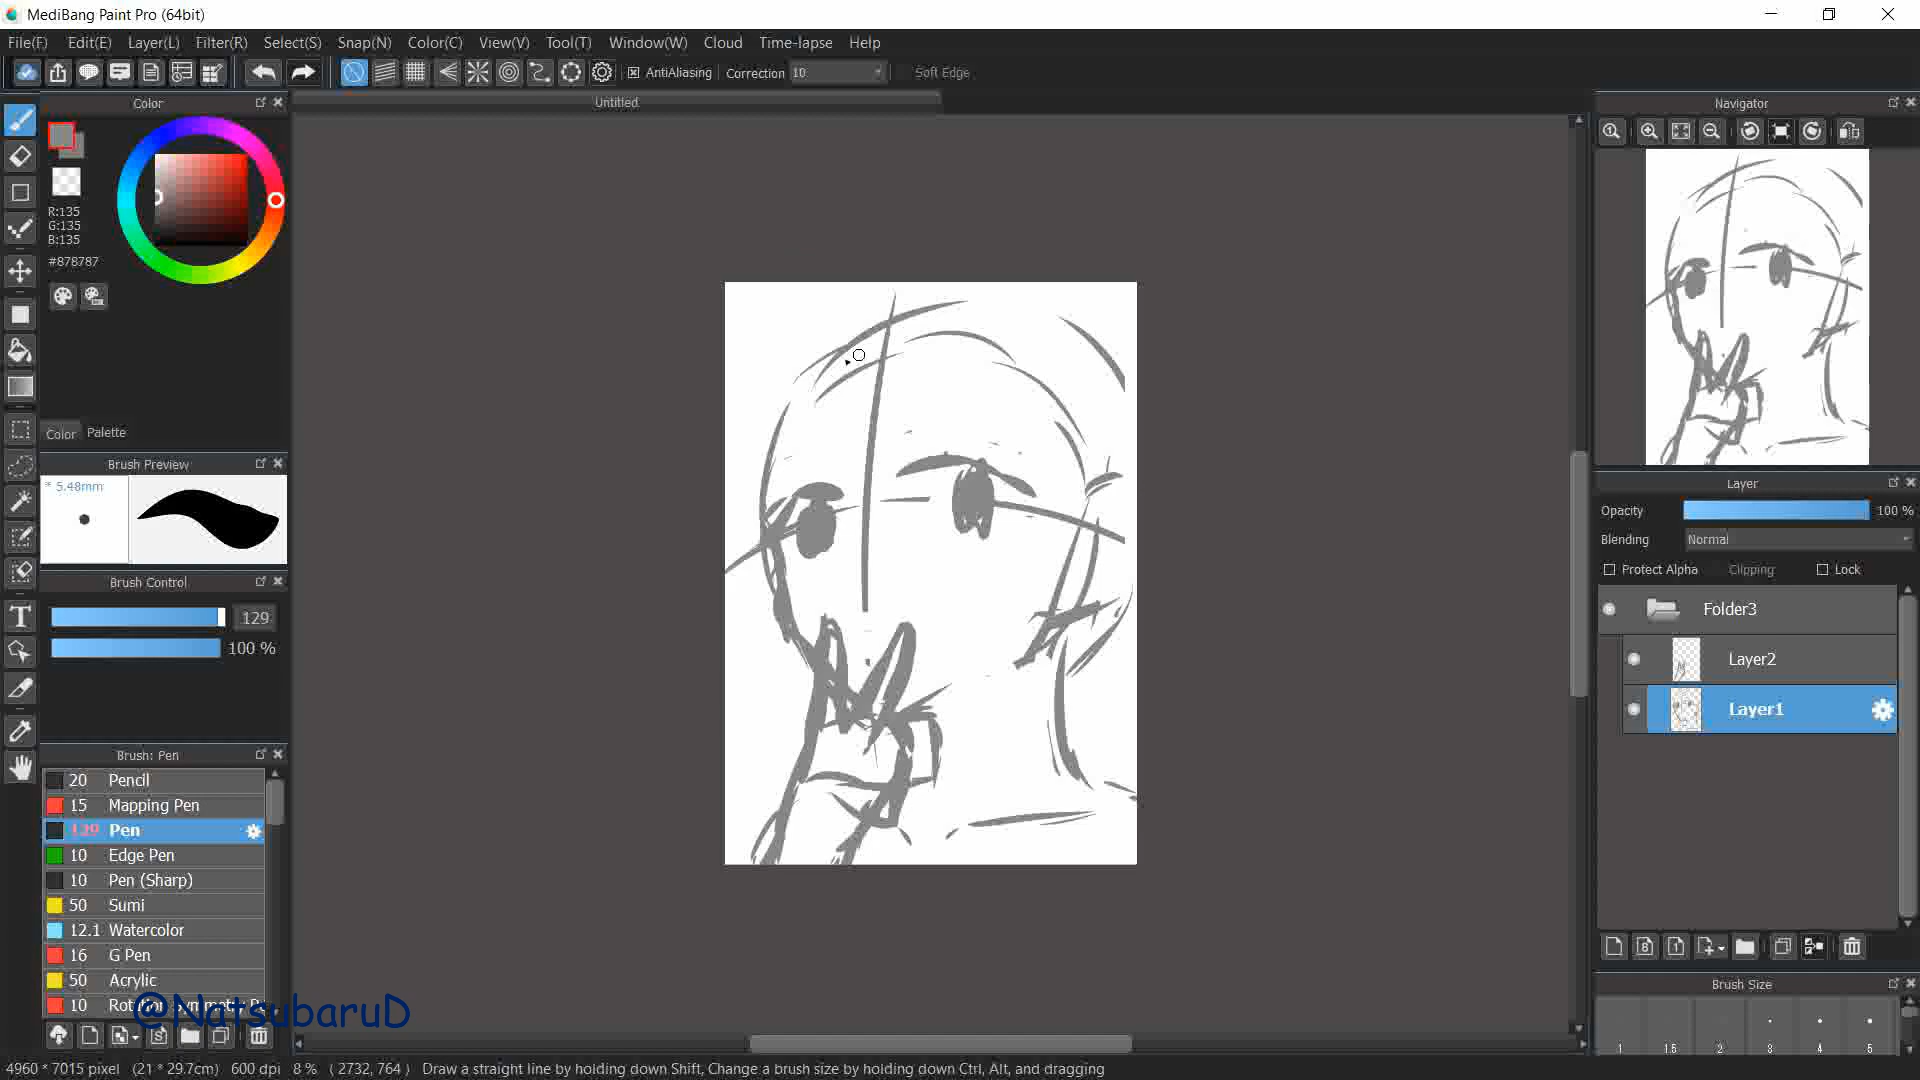 MediBang Paint Pro (64bit)
File(F) Edit(E) Layer(L) Filter(R) Select(S) Snap(N) Color(C) View(V) Tool(T) Window(W) Cloud Time-lapse Help
AntiAliasing Correction 10 Soft Edge
Color
Untitled
Navigator
R:135
G:135
B:135
#878787
Color Palette
Brush Preview
* 5.48mm
Brush Control
129
100 %
Brush: Pen
20 Pencil
15 Mapping Pen
129 Pen
10 Edge Pen
10 Pen (Sharp)
50 Sumi
12.1 Watercolor
16 G Pen
50 Acrylic
10 Rotation Symmetry Pe
@NatsubaruD
Layer
Opacity 100 %
Blending Normal
Protect Alpha Clipping Lock
Folder3
Layer2
Layer1
Brush Size
1 1.5 2 3 4 5
4960 * 7015 pixel (21 * 29.7cm) 600 dpi 8 % ( 2732, 764 ) Draw a straight line by holding down Shift, Change a brush size by holding down Ctrl, Alt, and dragging